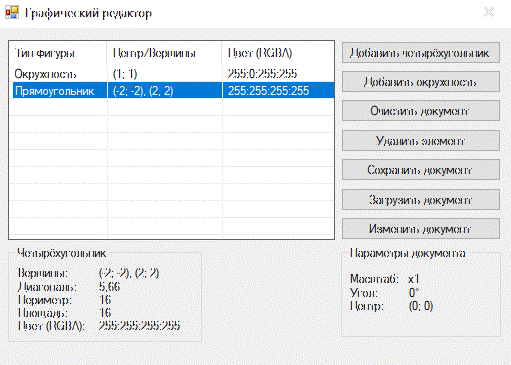 Графический редактор
Тип фигуры Центр/Вершины Цвет (RGBA)
Окружность (1; 1) 255:0:255:255
Прямоугольник (-2; -2), (2, 2) 255:255:255:255
Добавить четырёхугольник
Добавить окружность
Очистить документ
Удалить элемент
Сохранить документ
Загрузить документ
Изменить документ
Четырёхугольник
Вершины: (-2; -2), (2; 2)
Диагональ: 5,66
Периметр: 16
Площадь: 16
Цвет (RGBA): 255:255:255:255
Параметры документа
Масштаб: x1
Угол: 0°
Центр: (0; 0)